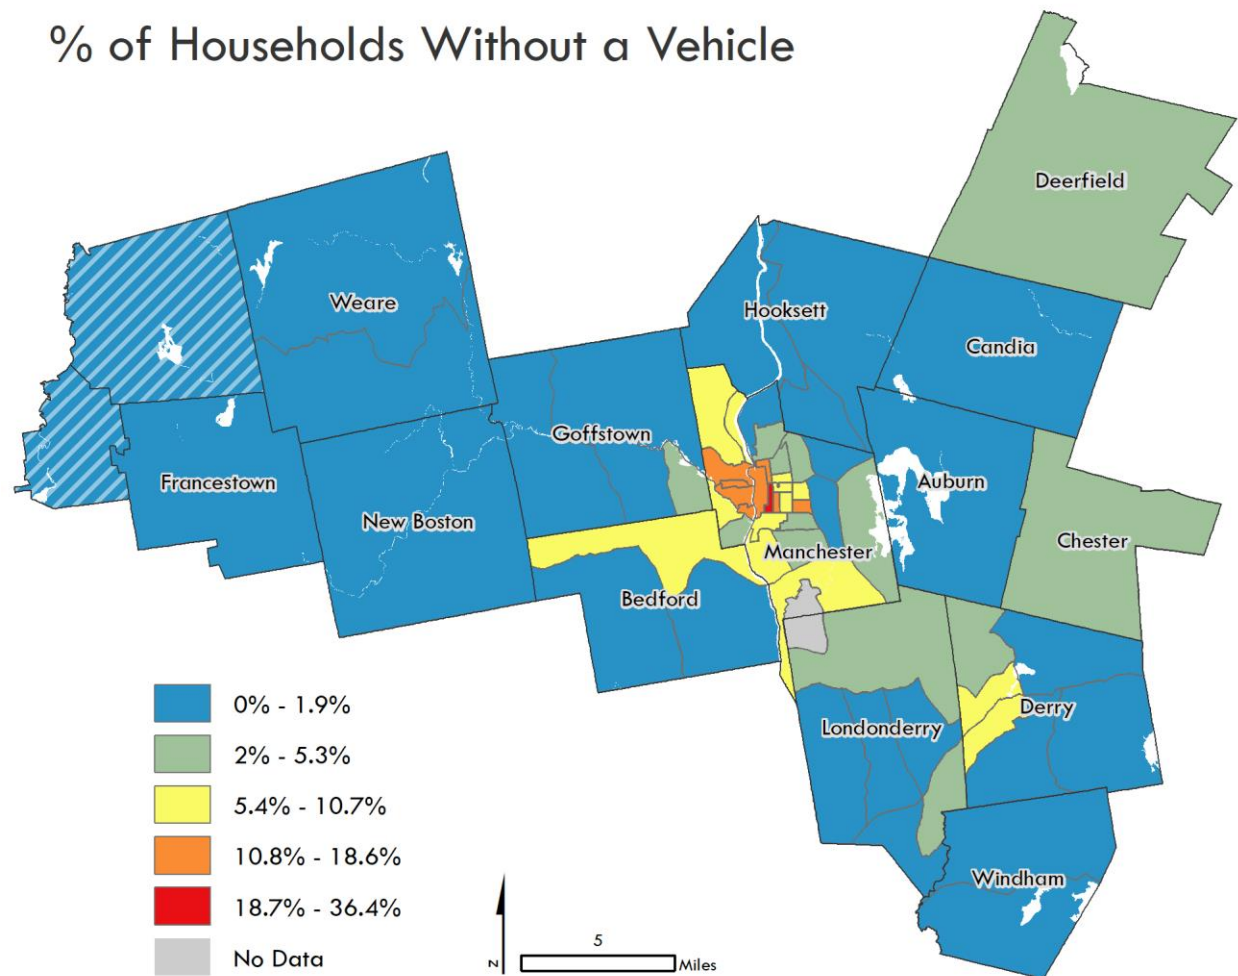 % of Households Without a Vehicle
Deerfield
Weare
Hooksett
Candia
Goffstown
Francestown
Auburn
New Boston
Chester
Manchester
Bedford
Derry
Londonderry
Windham
0% - 1.9%
2% - 5.3%
5.4% - 10.7%
10.8% - 18.6%
18.7% - 36.4%
No Data
N
5
Miles